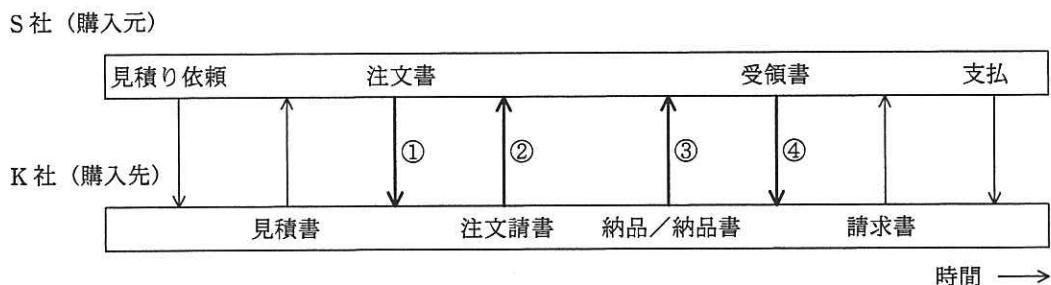 S社（購入元）
見積り依頼 注文書 受領書 支払
① ② ③ ④
K社（購入先）
見積書 注文請書 納品／納品書 請求書
時間